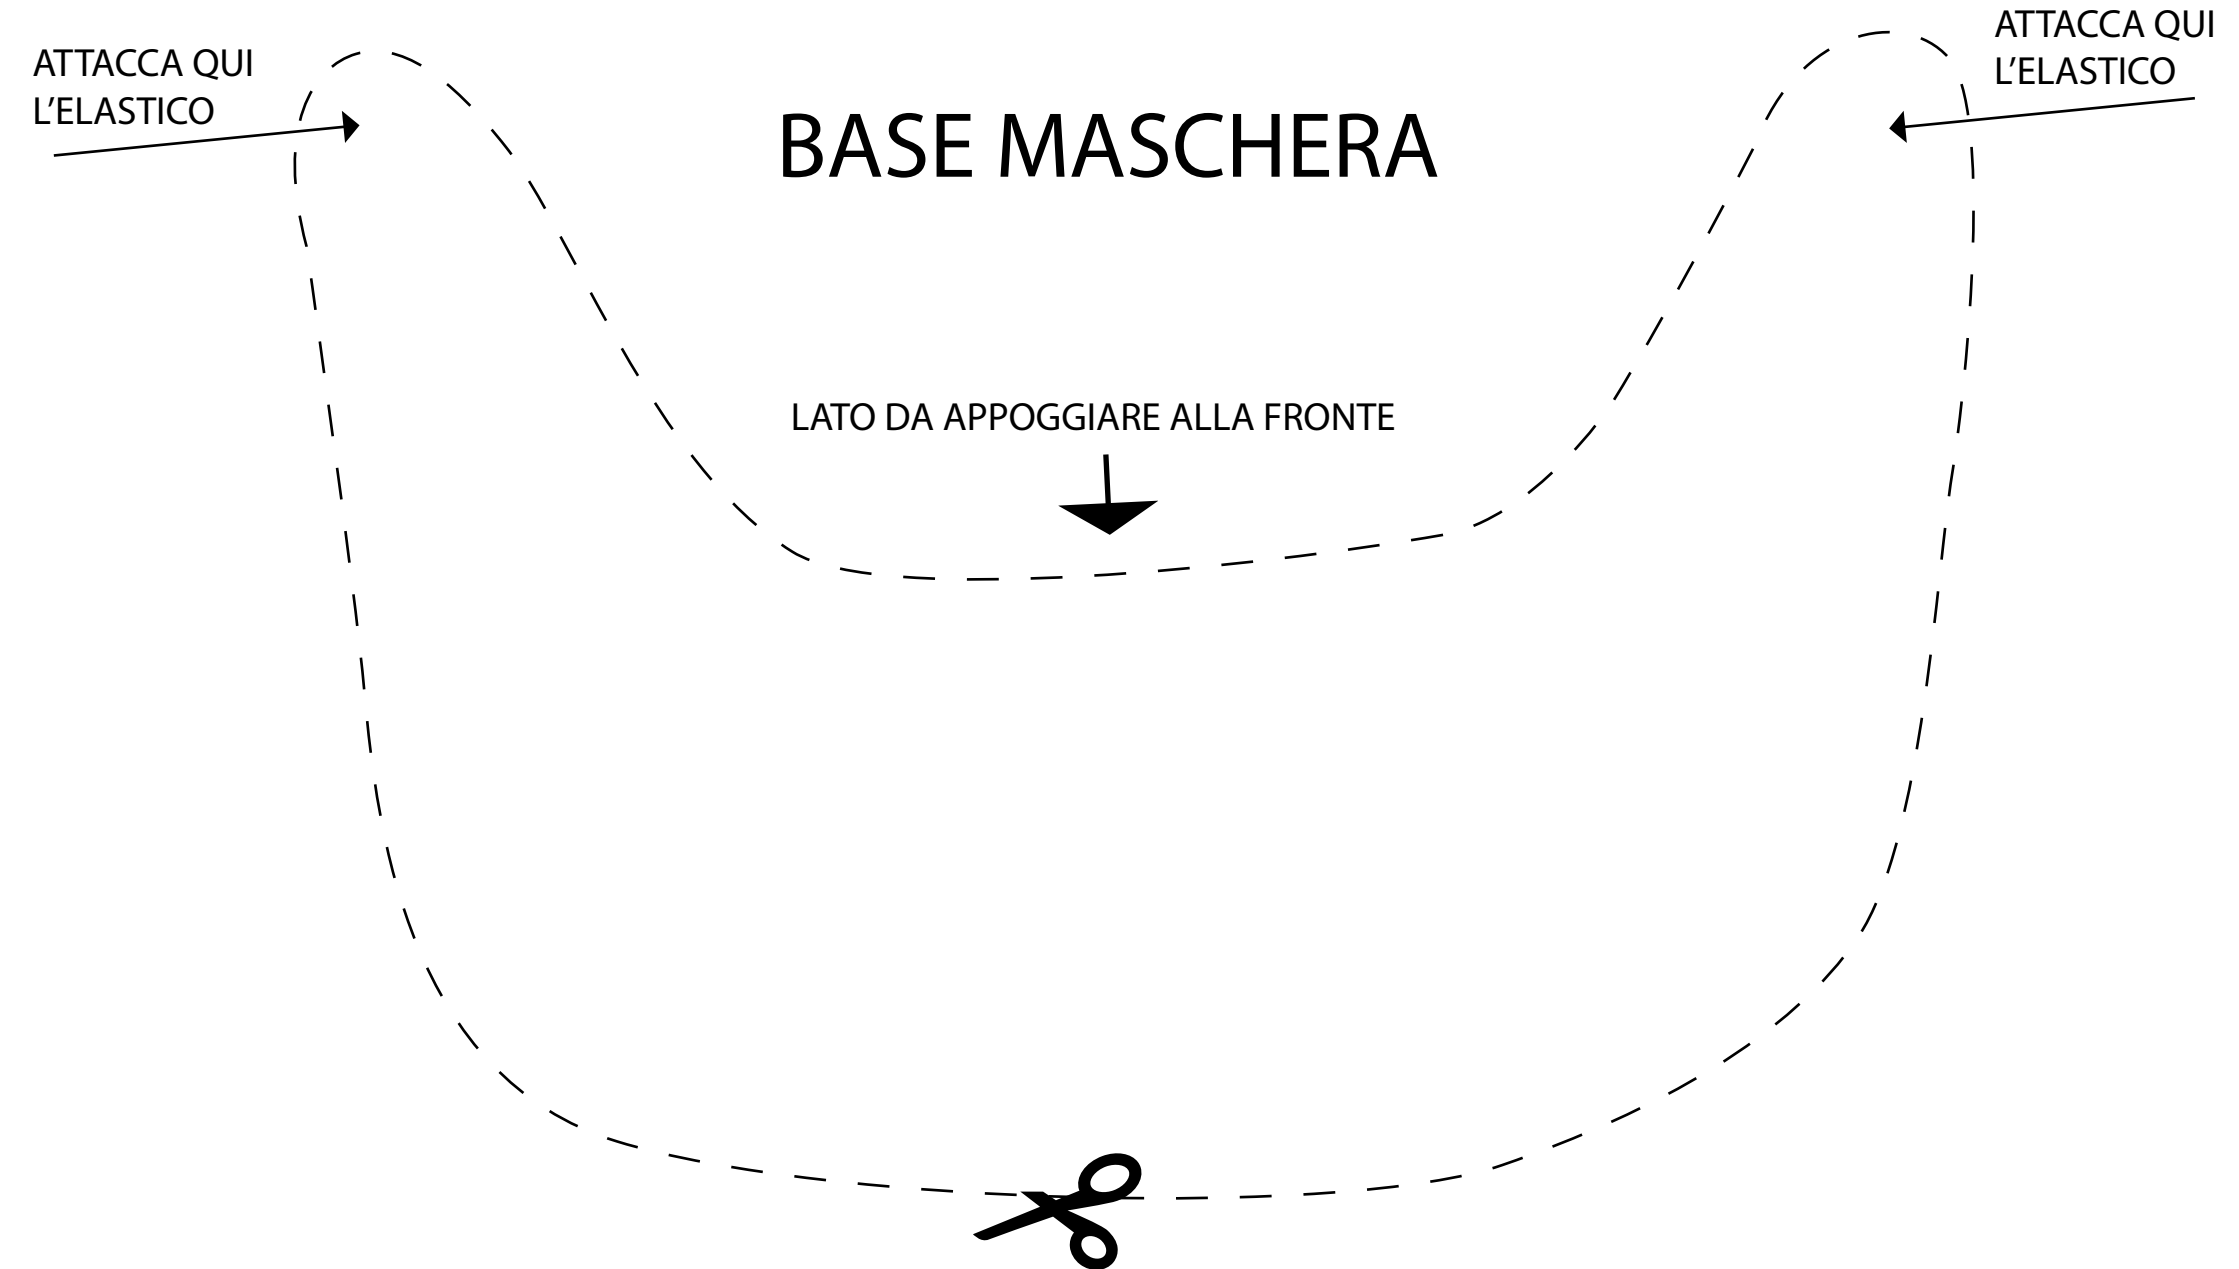 ATTACCA QUI
L’ELASTICO
ATTACCA QUI
L’ELASTICO
BASE MASCHERA
LATO DA APPOGGIARE ALLA FRONTE